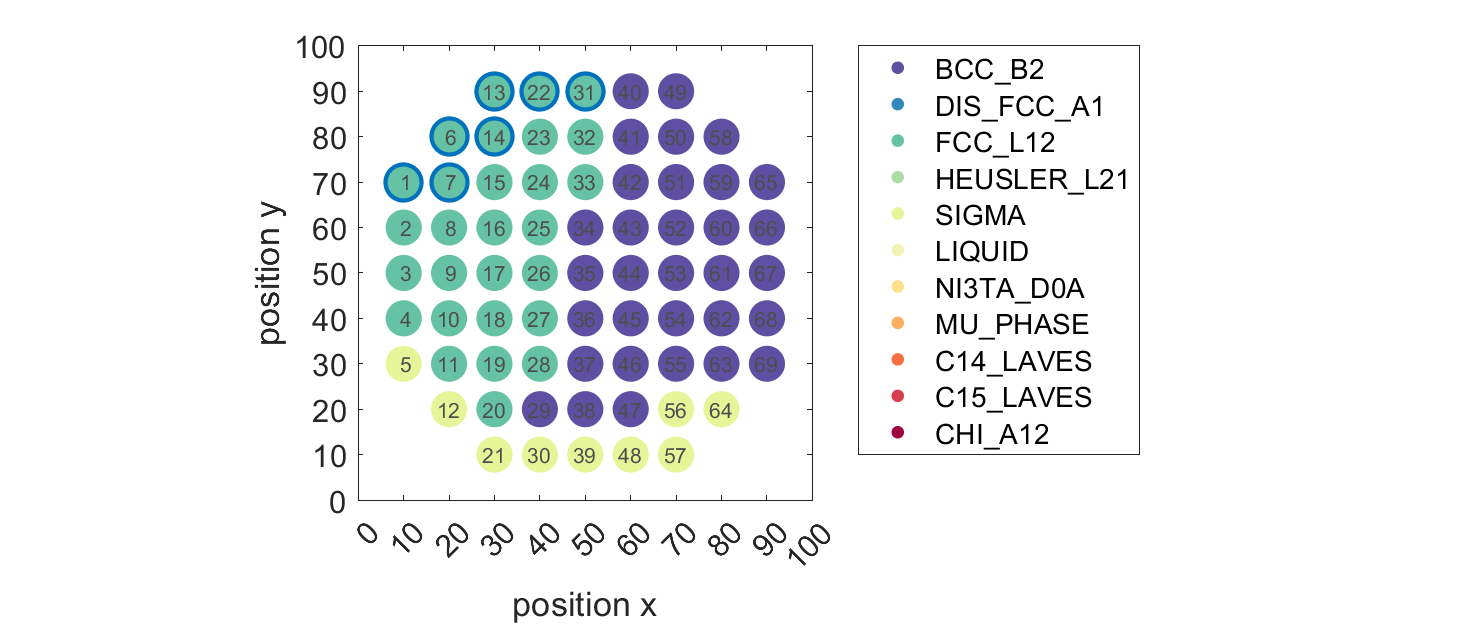 100
90
80
70
60
50
40
30
20
10
0
position y
13 22 31 40 49
6 14 23 32 41 50 58
1 7 15 24 33 42 51 59 65
2 8 16 25 34 43 52 60 66
3 9 17 26 35 44 53 61 67
4 10 18 27 36 45 54 62 68
5 11 19 28 37 46 55 63 69
12 20 29 38 47 56 64
21 30 39 48 57
0 10 20 30 40 50 60 70 80 90 100
position x
BCC_B2
DIS_FCC_A1
FCC_L12
HEUSLER_L21
SIGMA
LIQUID
NI3TA_D0A
MU_PHASE
C14_LAVES
C15_LAVES
CHI_A12